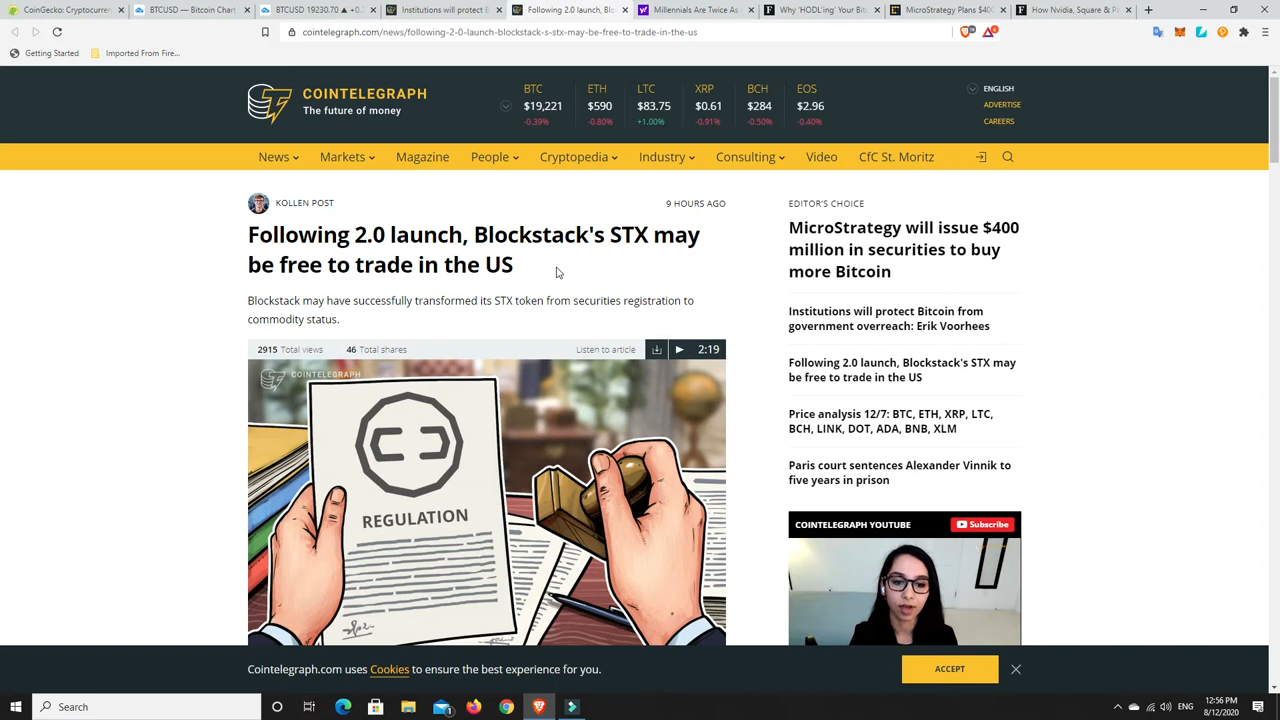 CoinGecko: Cryptocurrenc
BTCUSD — Bitcoin Chart
BTCUSD 19230.70 ▲ +0.
Institutions will protect B
Following 2.0 launch, Blo
Millennials Are Twice As
Why 'HODL'ing' Your Bit
MicroStrategy Plans $400
How Nvidia, Square & Pa
cointelegraph.com/news/following-2-0-launch-blockstack-s-stx-may-be-free-to-trade-in-the-us
Getting Started
Imported From Fire...
COINTELEGRAPH
The future of money
BTC
$19,221
-0.39%
ETH
$590
-0.80%
LTC
$83.75
+1.00%
XRP
$0.61
-0.91%
BCH
$284
-0.50%
EOS
$2.96
-0.40%
ENGLISH
ADVERTISE
CAREERS
News
Markets
Magazine
People
Cryptopedia
Industry
Consulting
Video
CfC St. Moritz
KOLLEN POST
9 HOURS AGO
Following 2.0 launch, Blockstack's STX may
be free to trade in the US
Blockstack may have successfully transformed its STX token from securities registration to
commodity status.
2915 Total views
46 Total shares
Listen to article
2:19
COINTELEGRAPH
REGULATION
EDITOR'S CHOICE
MicroStrategy will issue $400
million in securities to buy
more Bitcoin
Institutions will protect Bitcoin from
government overreach: Erik Voorhees
Following 2.0 launch, Blockstack's STX may
be free to trade in the US
Price analysis 12/7: BTC, ETH, XRP, LTC,
BCH, LINK, DOT, ADA, BNB, XLM
Paris court sentences Alexander Vinnik to
five years in prison
COINTELEGRAPH YOUTUBE
Subscribe
Cointelegraph.com uses Cookies to ensure the best experience for you.
ACCEPT
Search
ENG
12:56 PM
8/12/2020